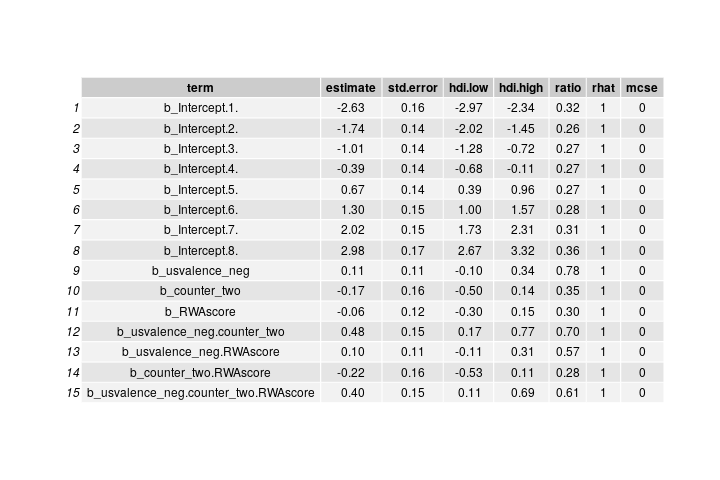 term estimate std.error hdi.low hdi.high ratio rhat mcse
1 b_Intercept.1. -2.63 0.16 -2.97 -2.34 0.32 1 0
2 b_Intercept.2. -1.74 0.14 -2.02 -1.45 0.26 1 0
3 b_Intercept.3. -1.01 0.14 -1.28 -0.72 0.27 1 0
4 b_Intercept.4. -0.39 0.14 -0.68 -0.11 0.27 1 0
5 b_Intercept.5. 0.67 0.14 0.39 0.96 0.27 1 0
6 b_Intercept.6. 1.30 0.15 1.00 1.57 0.28 1 0
7 b_Intercept.7. 2.02 0.15 1.73 2.31 0.31 1 0
8 b_Intercept.8. 2.98 0.17 2.67 3.32 0.36 1 0
9 b_usvalence_neg 0.11 0.11 -0.10 0.34 0.78 1 0
10 b_counter_two -0.17 0.16 -0.50 0.14 0.35 1 0
11 b_RWAscore -0.06 0.12 -0.30 0.15 0.30 1 0
12 b_usvalence_neg.counter_two 0.48 0.15 0.17 0.77 0.70 1 0
13 b_usvalence_neg.RWAscore 0.10 0.11 -0.11 0.31 0.57 1 0
14 b_counter_two.RWAscore -0.22 0.16 -0.53 0.11 0.28 1 0
15 b_usvalence_neg.counter_two.RWAscore 0.40 0.15 0.11 0.69 0.61 1 0